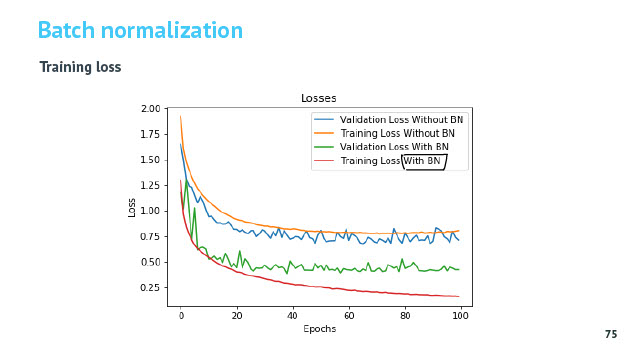 Batch normalization
Training loss
Losses
Validation Loss Without BN
Training Loss Without BN
Validation Loss With BN
Training Loss With BN
2.00
1.75
1.50
1.25
1.00
0.75
0.50
0.25
Loss
0 20 40 60 80 100
Epochs
75